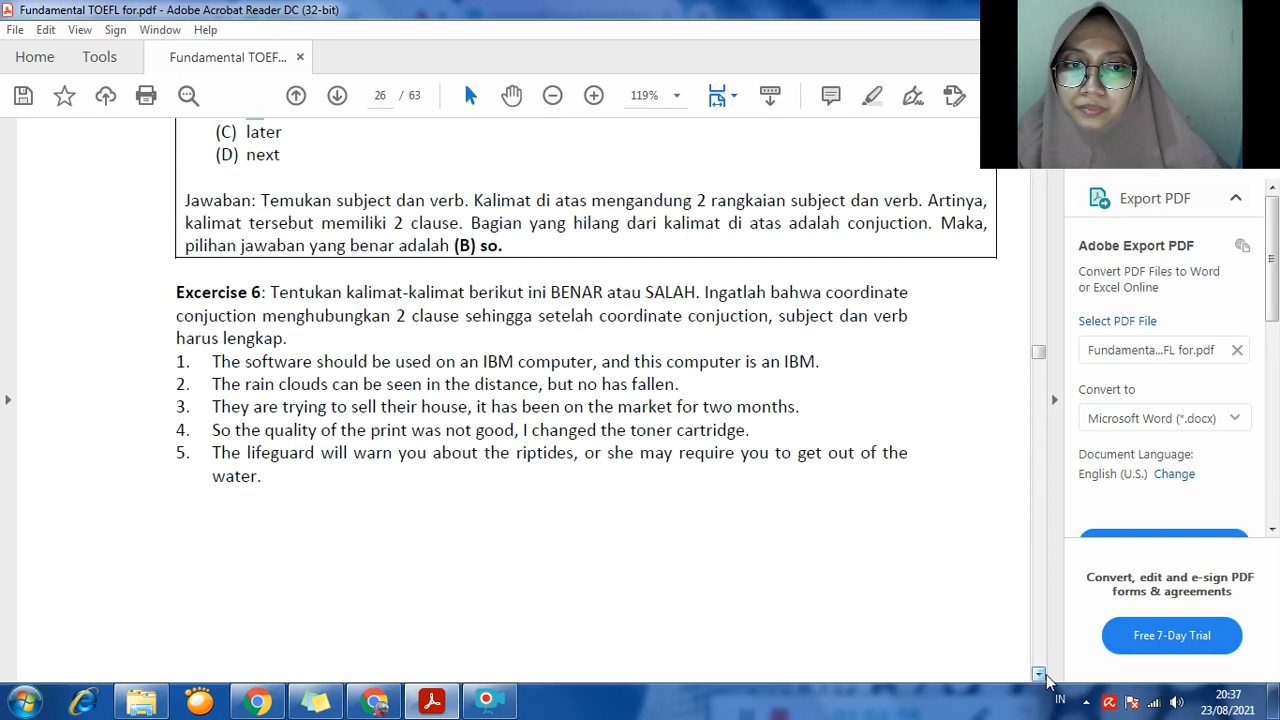 Fundamental TOEFL for.pdf - Adobe Acrobat Reader DC (32-bit)
File Edit View Sign Window Help
Home Tools Fundamental TOEF... ×
26 / 63 119%
(C) later
(D) next
Jawaban: Temukan subject dan verb. Kalimat di atas mengandung 2 rangkaian subject dan verb. Artinya,
kalimat tersebut memiliki 2 clause. Bagian yang hilang dari kalimat di atas adalah conjuction. Maka,
pilihan jawaban yang benar adalah (B) so.
Excercise 6: Tentukan kalimat-kalimat berikut ini BENAR atau SALAH. Ingatlah bahwa coordinate
conjuction menghubungkan 2 clause sehingga setelah coordinate conjuction, subject dan verb
harus lengkap.
1. The software should be used on an IBM computer, and this computer is an IBM.
2. The rain clouds can be seen in the distance, but no has fallen.
3. They are trying to sell their house, it has been on the market for two months.
4. So the quality of the print was not good, I changed the toner cartridge.
5. The lifeguard will warn you about the riptides, or she may require you to get out of the
water.
Export PDF
Adobe Export PDF
Convert PDF Files to Word
or Excel Online
Select PDF File
Fundamenta...FL for.pdf ×
Convert to
Microsoft Word (*.docx)
Document Language:
English (U.S.) Change
Convert, edit and e-sign PDF
forms & agreements
Free 7-Day Trial
IN
20:37
23/08/2021